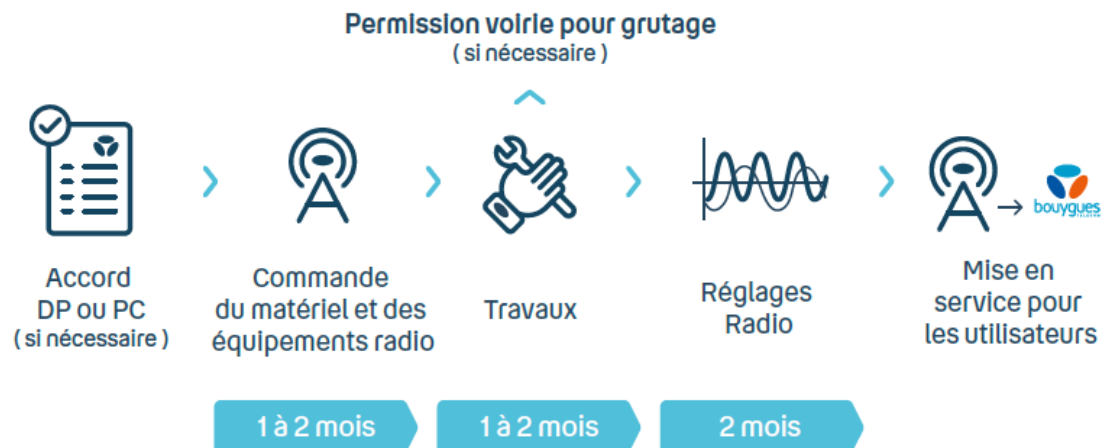 Permission voirie pour grutage
( si nécessaire )
Accord
DP ou PC
( si nécessaire )
Commande
du matériel et des
équipements radio
Travaux
Réglages
Radio
bouygues
TELECOM
Mise en
service pour
les utilisateurs
1 à 2 mois
1 à 2 mois
2 mois